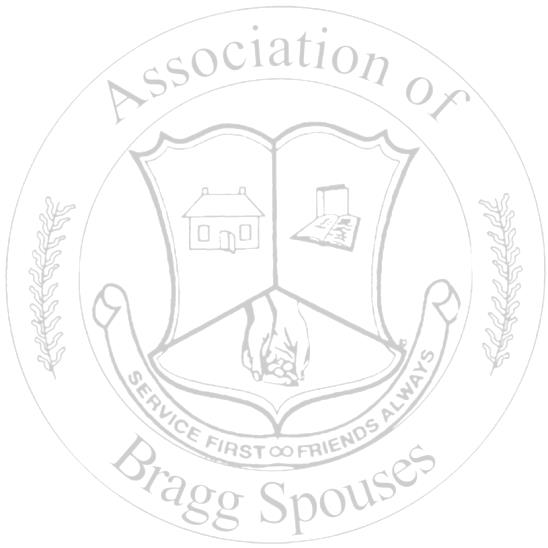 Association of
SERVICE FIRST ∞ FRIENDS ALWAYS
Bragg Spouses